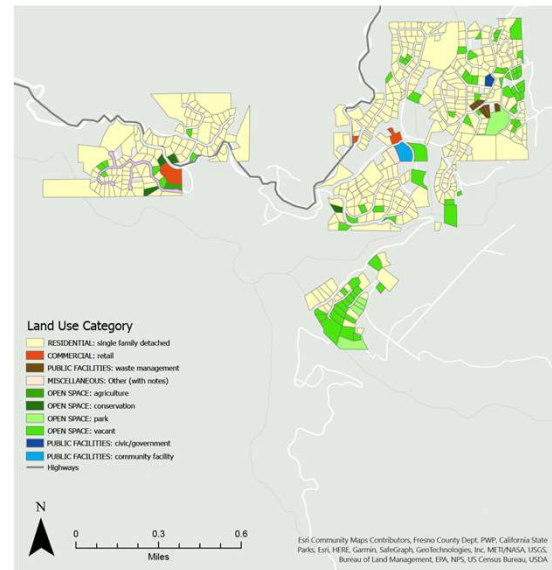 Land Use Category
RESIDENTIAL: single family detached
COMMERCIAL: retail
PUBLIC FACILITIES: waste management
MISCELLANEOUS: Other (with notes)
OPEN SPACE: agriculture
OPEN SPACE: conservation
OPEN SPACE: park
OPEN SPACE: vacant
PUBLIC FACILITIES: civic/government
PUBLIC FACILITIES: community facility
Highways
N
0 0.3 0.6
Miles
Esri Community Maps Contributors, Fresno County Dept. PWP, California State
Parks, Esri, HERE, Garmin, SafeGraph, GeoTechnologies, Inc, METI/NASA, USGS,
Bureau of Land Management, EPA, NPS, US Census Bureau, USDA